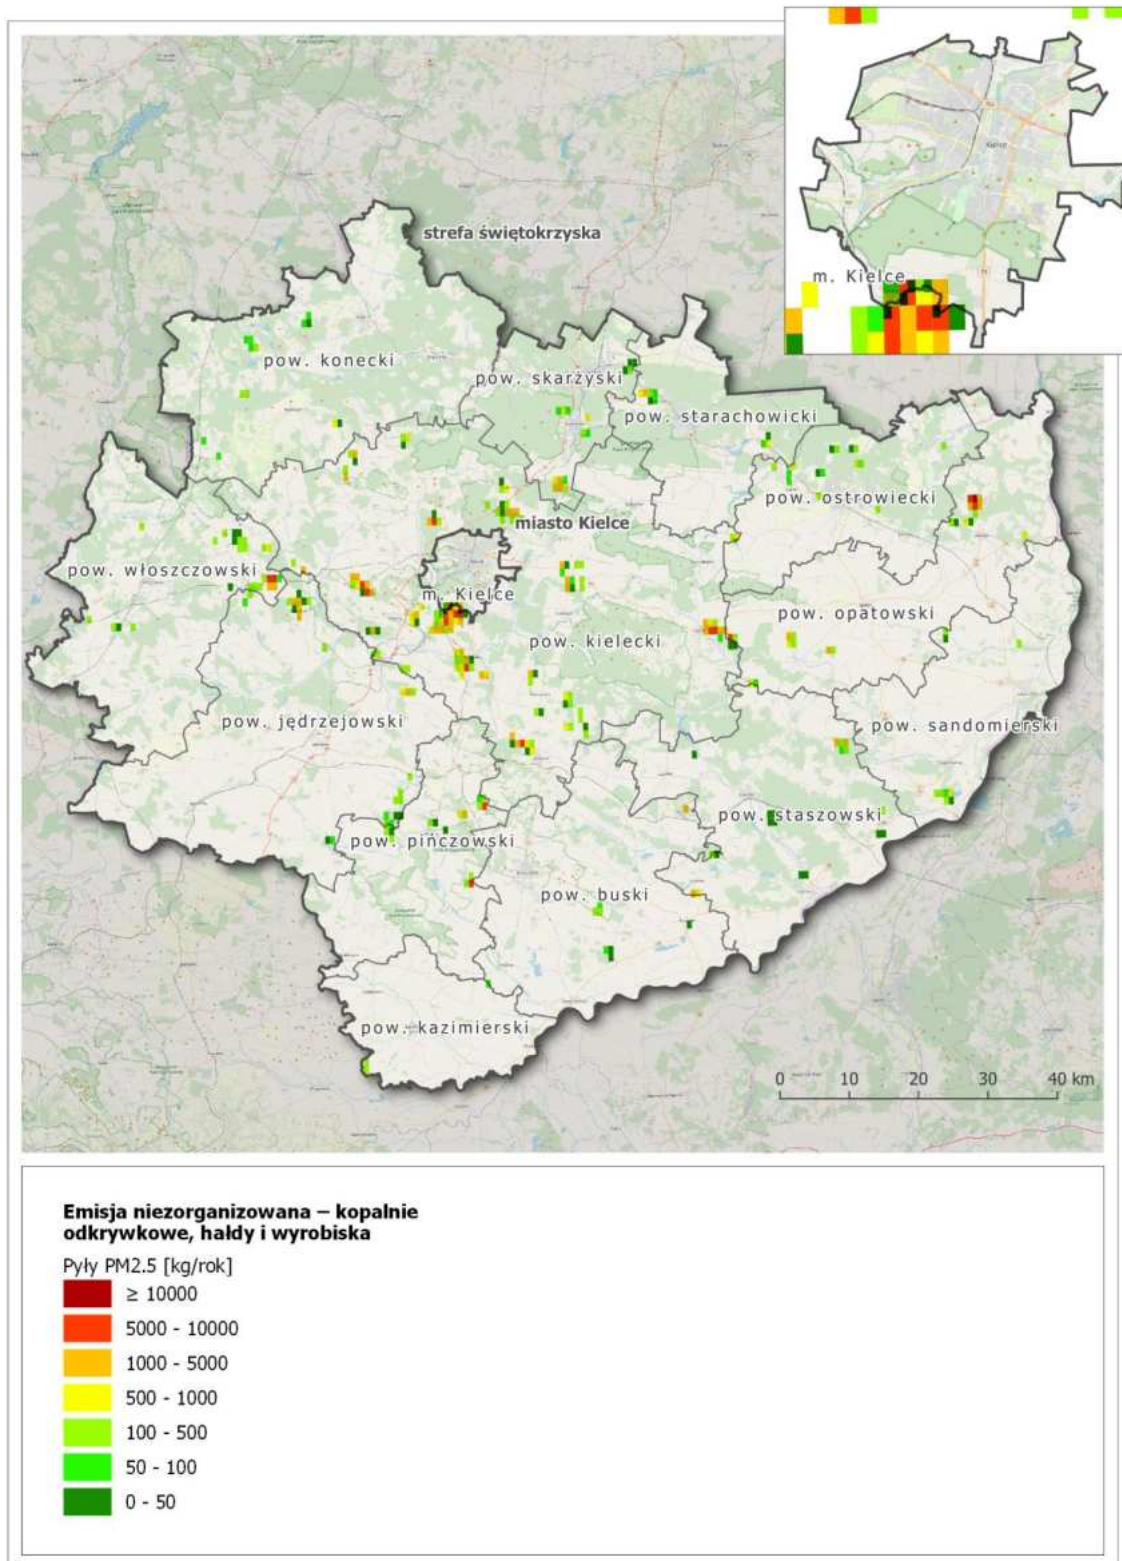 Kielce
m. Kielce
strefa świętokrzyska
pow. konecki
pow. skarżyski
pow. starachowicki
pow. ostrowiecki
miasto Kielce
pow. włoszczowski
m. Kielce
pow. opatowski
pow. kielecki
pow. jędrzejowski
pow. sandomierski
pow. staszowski
pow. pińczowski
pow. buski
pow. kazimierski
0 10 20 30 40 km
Emisja niezorganizowana – kopalnie
odkrywkowe, hałdy i wyrobiska
Pyły PM2.5 [kg/rok]
≥ 10000
5000 - 10000
1000 - 5000
500 - 1000
100 - 500
50 - 100
0 - 50